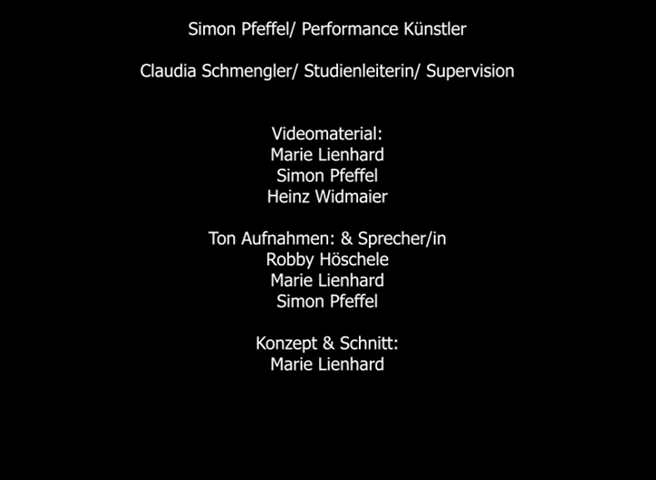 Simon Pfeffel/ Performance Künstler
Claudia Schmengler/ Studienleiterin/ Supervision
Videomaterial:
Marie Lienhard
Simon Pfeffel
Heinz Widmaier
Ton Aufnahmen: & Sprecher/in
Robby Höschele
Marie Lienhard
Simon Pfeffel
Konzept & Schnitt:
Marie Lienhard